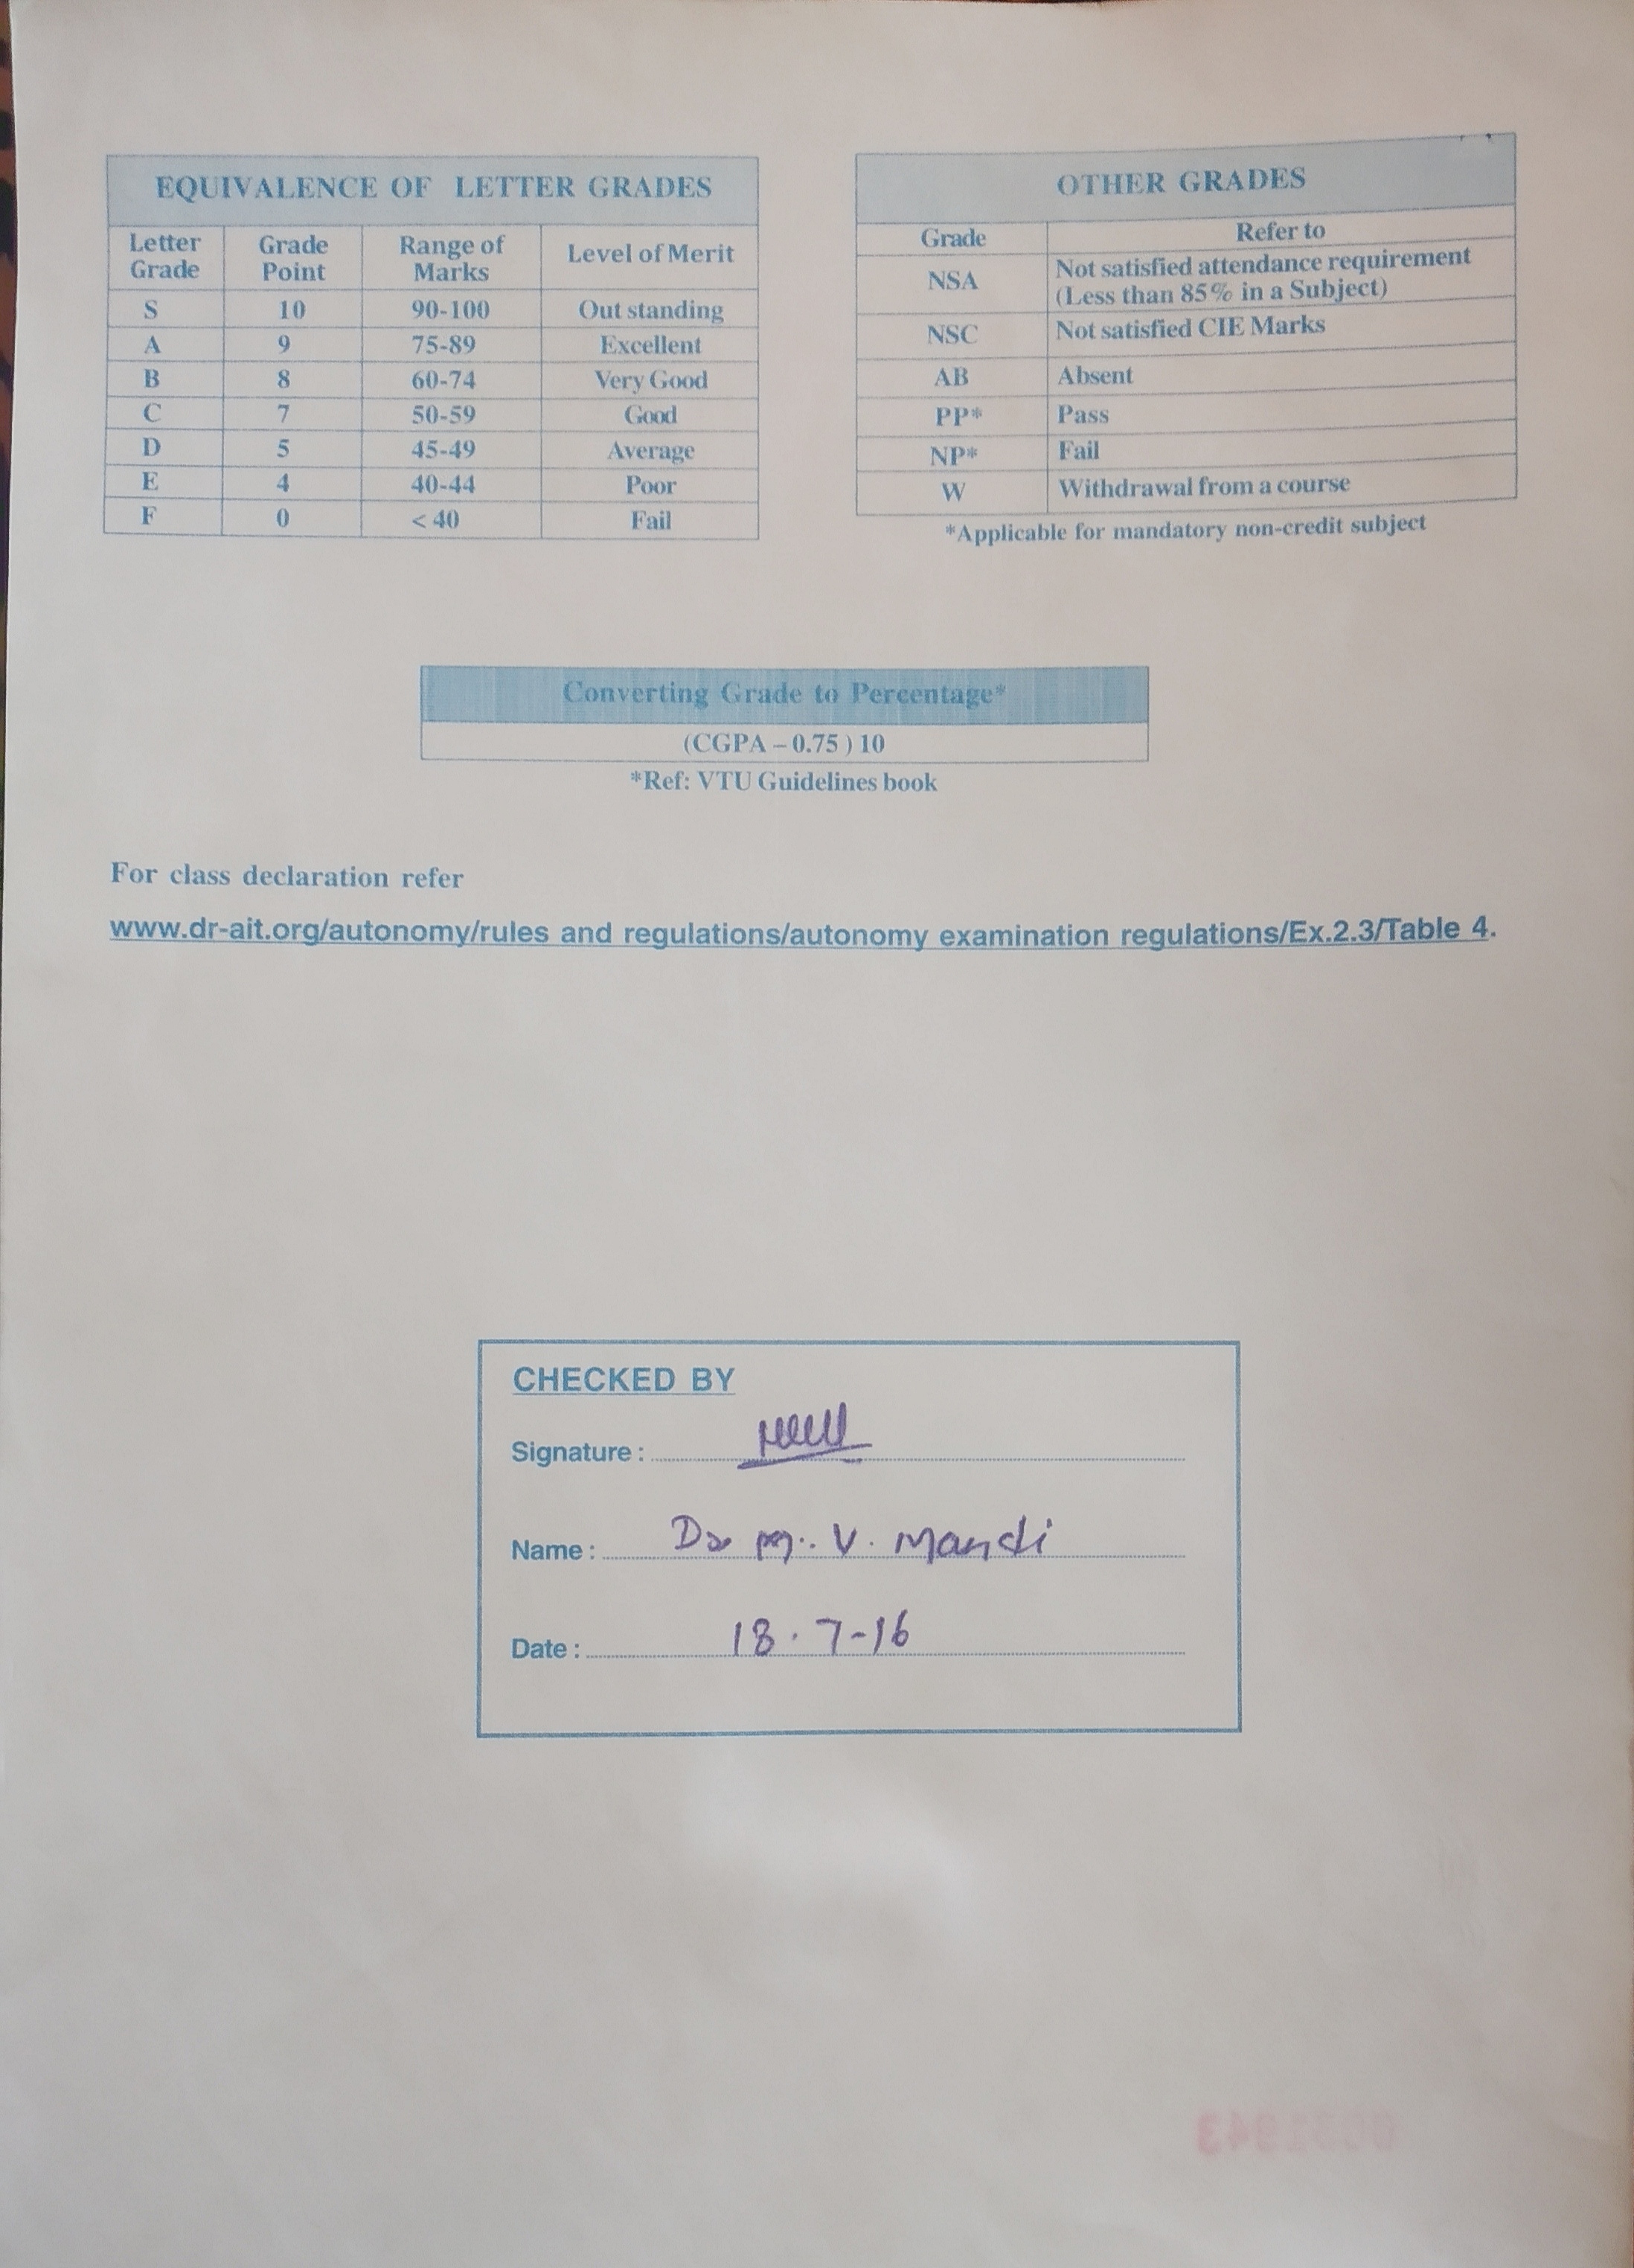 EQUIVALENCE OF LETTER GRADES
Letter Grade Grade Point Range of Marks Level of Merit
S 10 90-100 Out standing
A 9 75-89 Excellent
B 8 60-74 Very Good
C 7 50-59 Good
D 5 45-49 Average
E 4 40-44 Poor
F 0 < 40 Fail
OTHER GRADES
Grade Refer to
NSA Not satisfied attendance requirement
(Less than 85% in a Subject)
NSC Not satisfied CIE Marks
AB Absent
PP* Pass
NP* Fail
W Withdrawal from a course
*Applicable for mandatory non-credit subject
Converting Grade to Percentage*
(CGPA – 0.75 ) 10
*Ref: VTU Guidelines book
For class declaration refer
www.dr-ait.org/autonomy/rules and regulations/autonomy examination regulations/Ex.2.3/Table 4.
CHECKED BY
Signature :
Name : Dr M. V. 
Date : 18.7-16